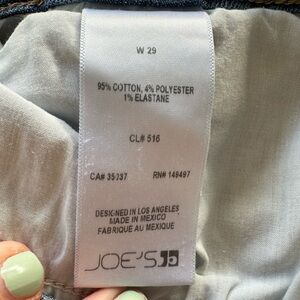 W 29
95% COTTON, 4% POLYESTER
1% ELASTANE
CL# 516
CA# 35037 RN# 149497
DESIGNED IN LOS ANGELES
MADE IN MEXICO
FABRIQUE AU MEXIQUE
JOE'S